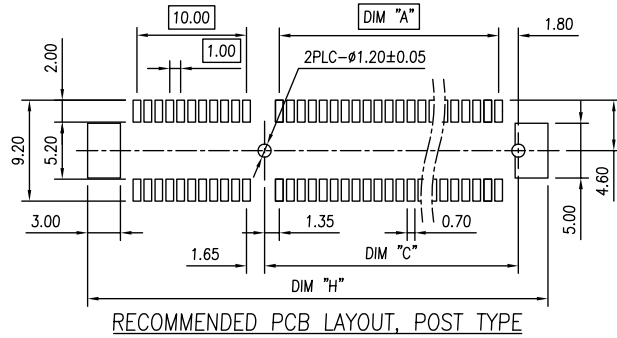 10.00
DIM "A"
1.80
1.00
2PLC-ø1.20±0.05
2.00
9.20
5.20
4.60
5.00
3.00
1.35
0.70
1.65
DIM "C"
DIM "H"
RECOMMENDED PCB LAYOUT, POST TYPE